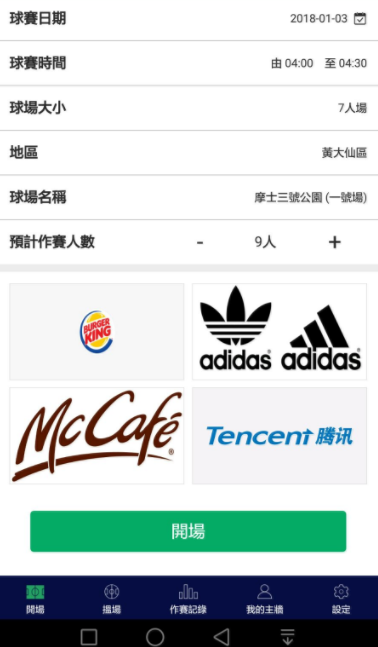 球賽日期 2018-01-03
球賽時間 由 04:00 至 04:30
球場大小 7人場
地區 黃大仙區
球場名稱 摩士三號公園 (一號場)
預計作賽人數 - 9人 +
BURGER KING
adidas® adidas®
McCafé®
Tencent 腾讯
開場
開場 搵場 作賽記錄 我的主牆 設定